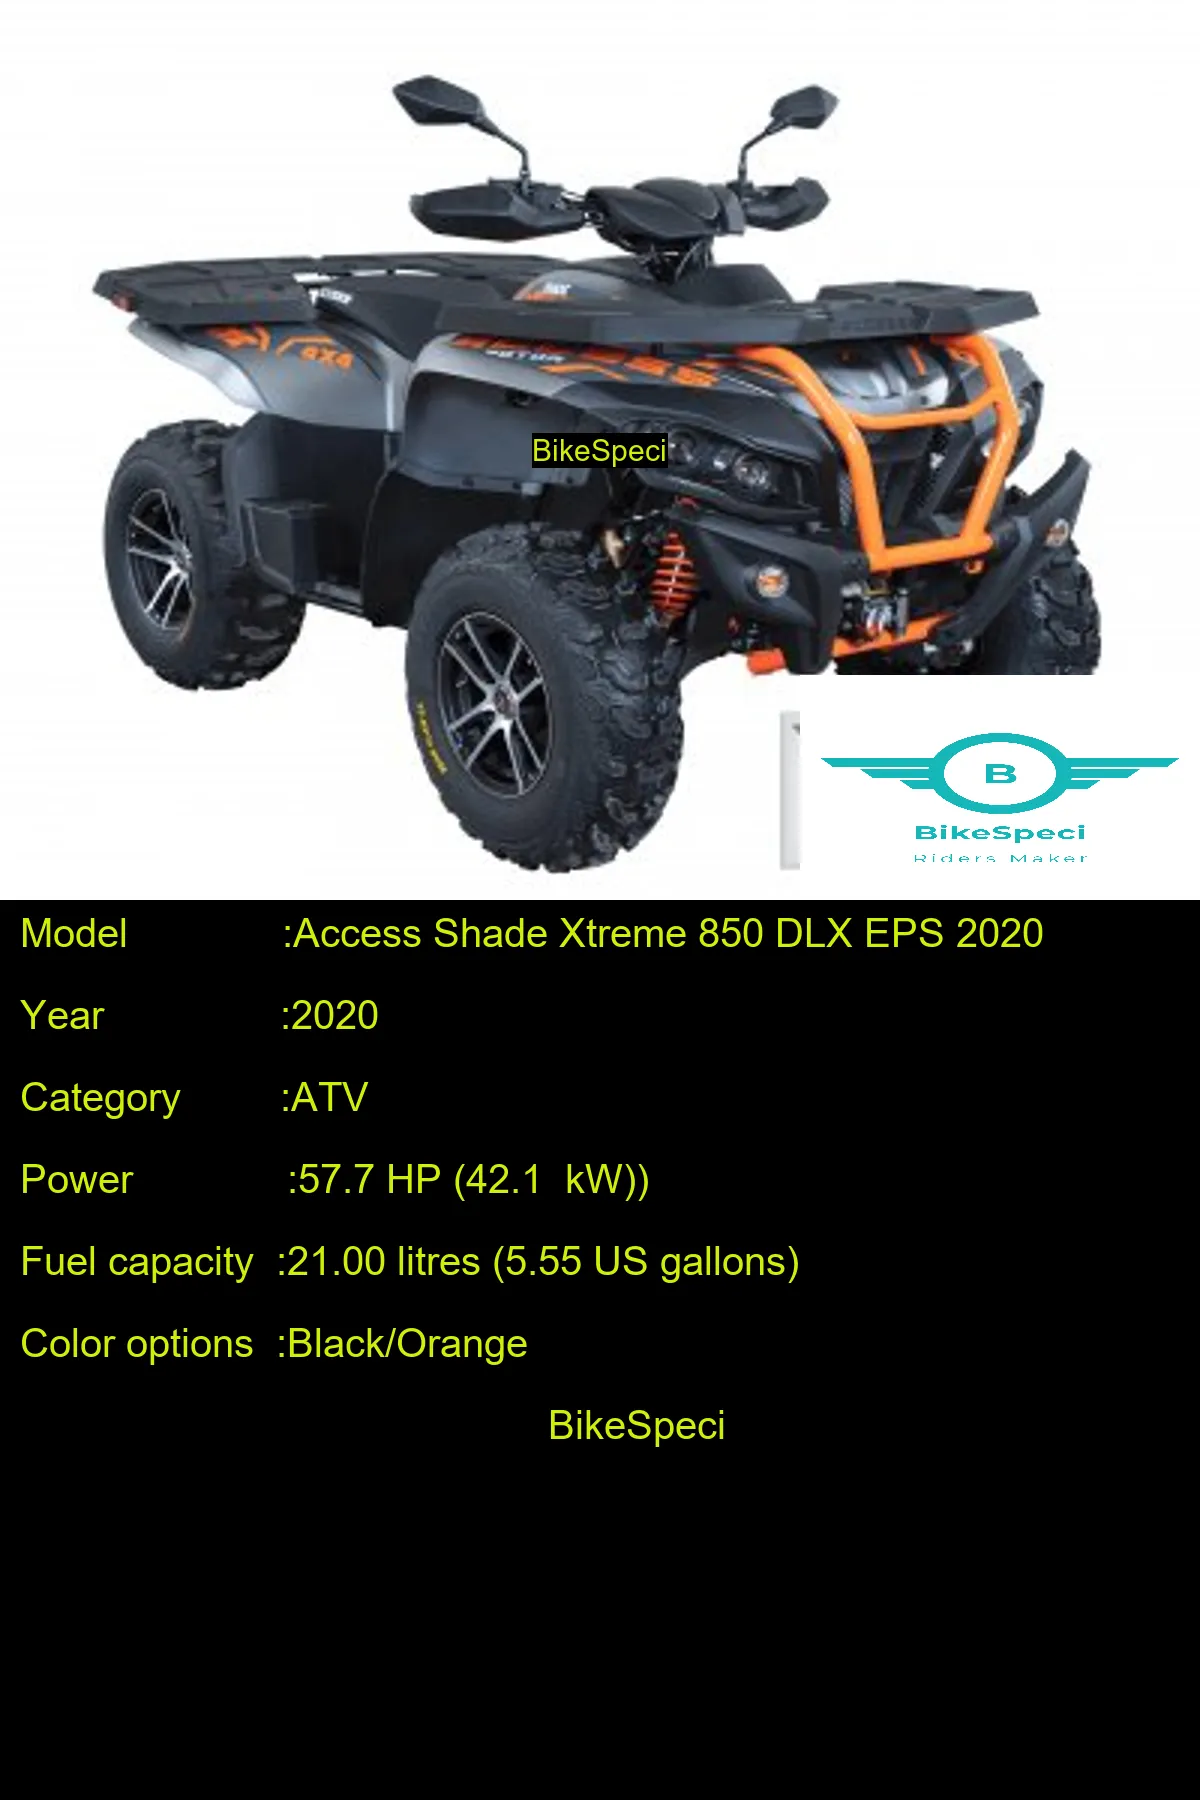 4X4
BikeSpeci
B
BikeSpeci
Riders Maker
Model :Access Shade Xtreme 850 DLX EPS 2020
Year :2020
Category :ATV
Power :57.7 HP (42.1 kW))
Fuel capacity :21.00 litres (5.55 US gallons)
Color options :Black/Orange
BikeSpeci